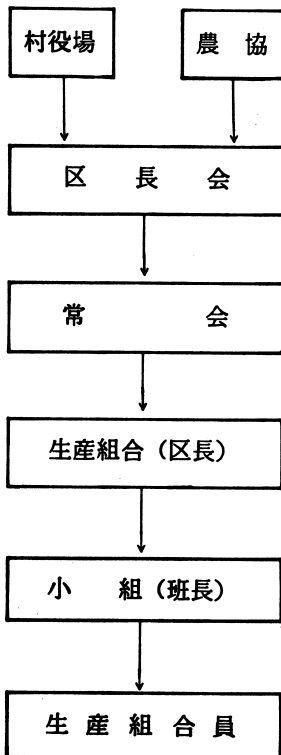 村役場
農協
区長会
常会
生産組合（区長）
小組（班長）
生産組合員